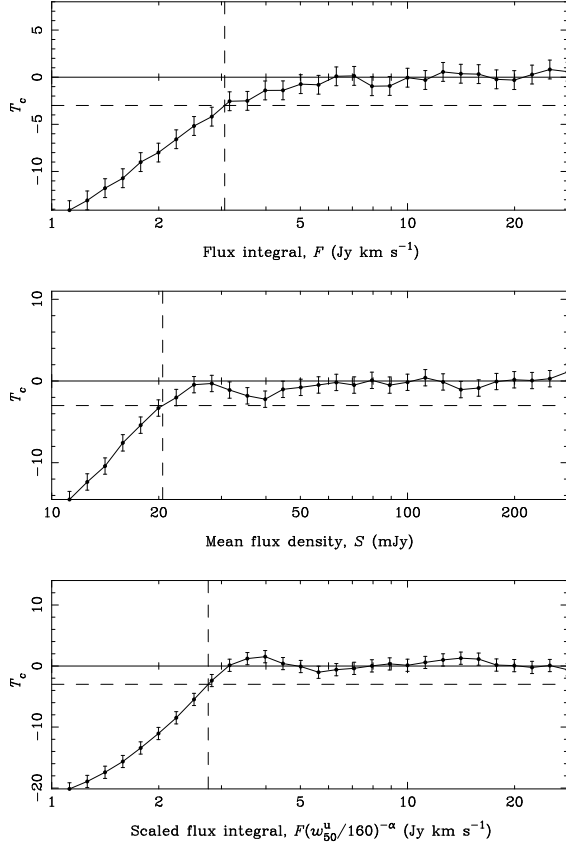 5
0
−5
−10
T_c
1 2 5 10 20
Flux integral, F (Jy km s⁻¹)
10
0
−10
T_c
10 20 50 100 200
Mean flux density, S (mJy)
10
0
−10
−20
T_c
1 2 5 10 20
Scaled flux integral, F(w₅₀ᵘ/160)⁻ᵅ (Jy km s⁻¹)